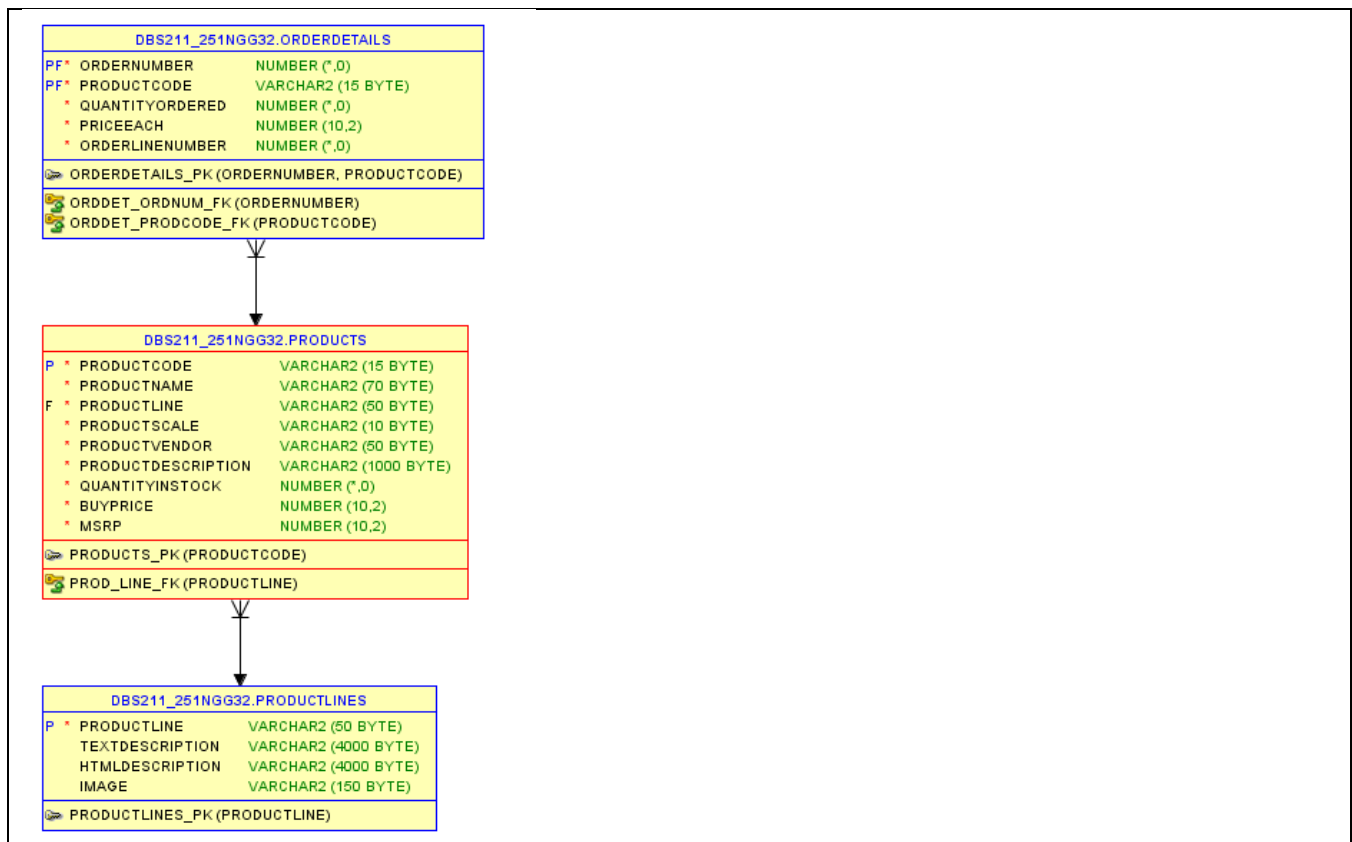 DBS211_251NGG32.ORDERDETAILS
PF* ORDERNUMBER NUMBER (*,0)
PF* PRODUCTCODE VARCHAR2 (15 BYTE)
* QUANTITYORDERED NUMBER (*,0)
* PRICEEACH NUMBER (10,2)
* ORDERLINENUMBER NUMBER (*,0)
ORDERDETAILS_PK (ORDERNUMBER, PRODUCTCODE)
ORDDET_ORDNUM_FK (ORDERNUMBER)
ORDDET_PRODCODE_FK (PRODUCTCODE)
DBS211_251NGG32.PRODUCTS
P * PRODUCTCODE VARCHAR2 (15 BYTE)
* PRODUCTNAME VARCHAR2 (70 BYTE)
F * PRODUCTLINE VARCHAR2 (50 BYTE)
* PRODUCTSCALE VARCHAR2 (10 BYTE)
* PRODUCTVENDOR VARCHAR2 (50 BYTE)
* PRODUCTDESCRIPTION VARCHAR2 (1000 BYTE)
* QUANTITYINSTOCK NUMBER (*,0)
* BUYPRICE NUMBER (10,2)
* MSRP NUMBER (10,2)
PRODUCTS_PK (PRODUCTCODE)
PROD_LINE_FK (PRODUCTLINE)
DBS211_251NGG32.PRODUCTLINES
P * PRODUCTLINE VARCHAR2 (50 BYTE)
TEXTDESCRIPTION VARCHAR2 (4000 BYTE)
HTMLDESCRIPTION VARCHAR2 (4000 BYTE)
IMAGE VARCHAR2 (150 BYTE)
PRODUCTLINES_PK (PRODUCTLINE)